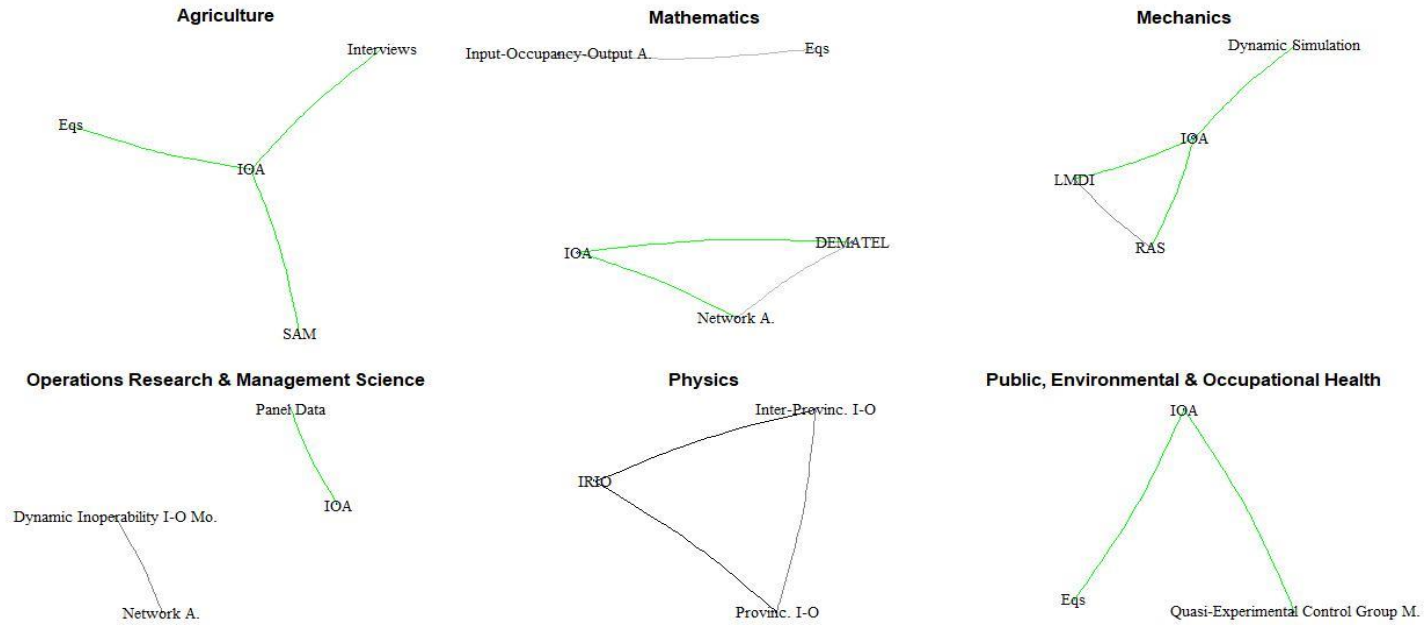 Agriculture
Interviews
Eqs
IOA
SAM
Mathematics
Input-Occupancy-Output A.
Eqs
IOA
DEMATEL
Network A.
Mechanics
Dynamic Simulation
IOA
LMDI
RAS
Operations Research & Management Science
Panel Data
IOA
Dynamic Inoperability I-O Mo.
Network A.
Physics
Inter-Provinc. I-O
IRIO
Provinc. I-O
Public, Environmental & Occupational Health
IOA
Eqs
Quasi-Experimental Control Group M.